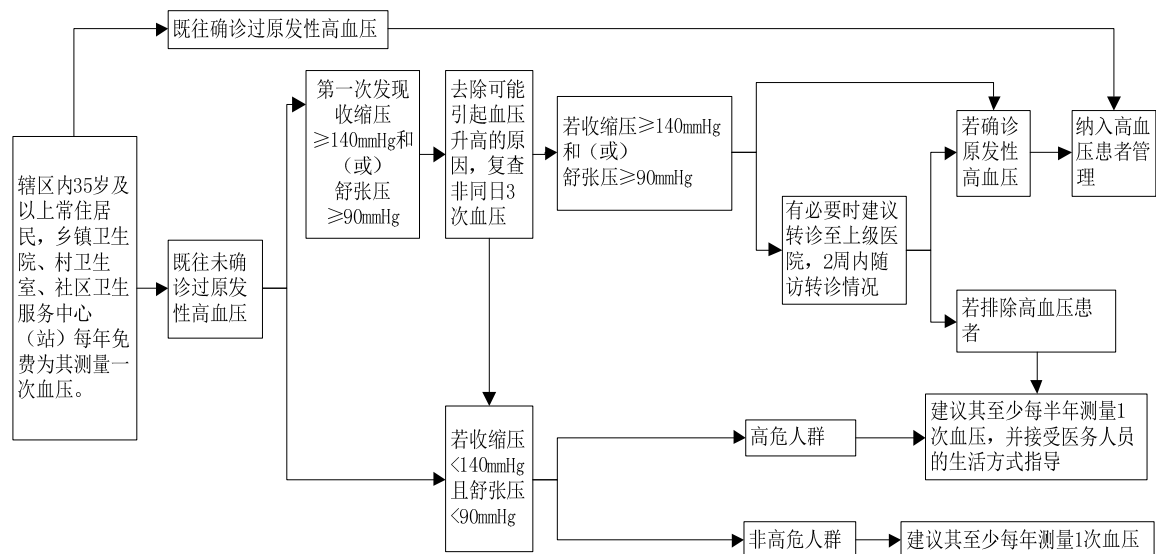 既往确诊过原发性高血压
辖区内35岁及
以上常住居
民，乡镇卫生
院、村卫生
室、社区卫生
服务中心
（站）每年免
费为其测量一
次血压。
既往未确
诊过原发
性高血压
第一次发现
收缩压
≥140mmHg和
（或）
舒张压
≥90mmHg
去除可能
引起血压
升高的原
因，复查
非同日3
次血压
若收缩压≥140mmHg
和（或）
舒张压≥90mmHg
若确诊
原发性
高血压
纳入高血
压患者管
理
有必要时建议
转诊至上级医
院，2周内随
访转诊情况
若排除高血压患
者
若收缩压
<140mmHg
且舒张压
<90mmHg
高危人群
建议其至少每半年测量1
次血压，并接受医务人员
的生活方式指导
非高危人群
建议其至少每年测量1次血压